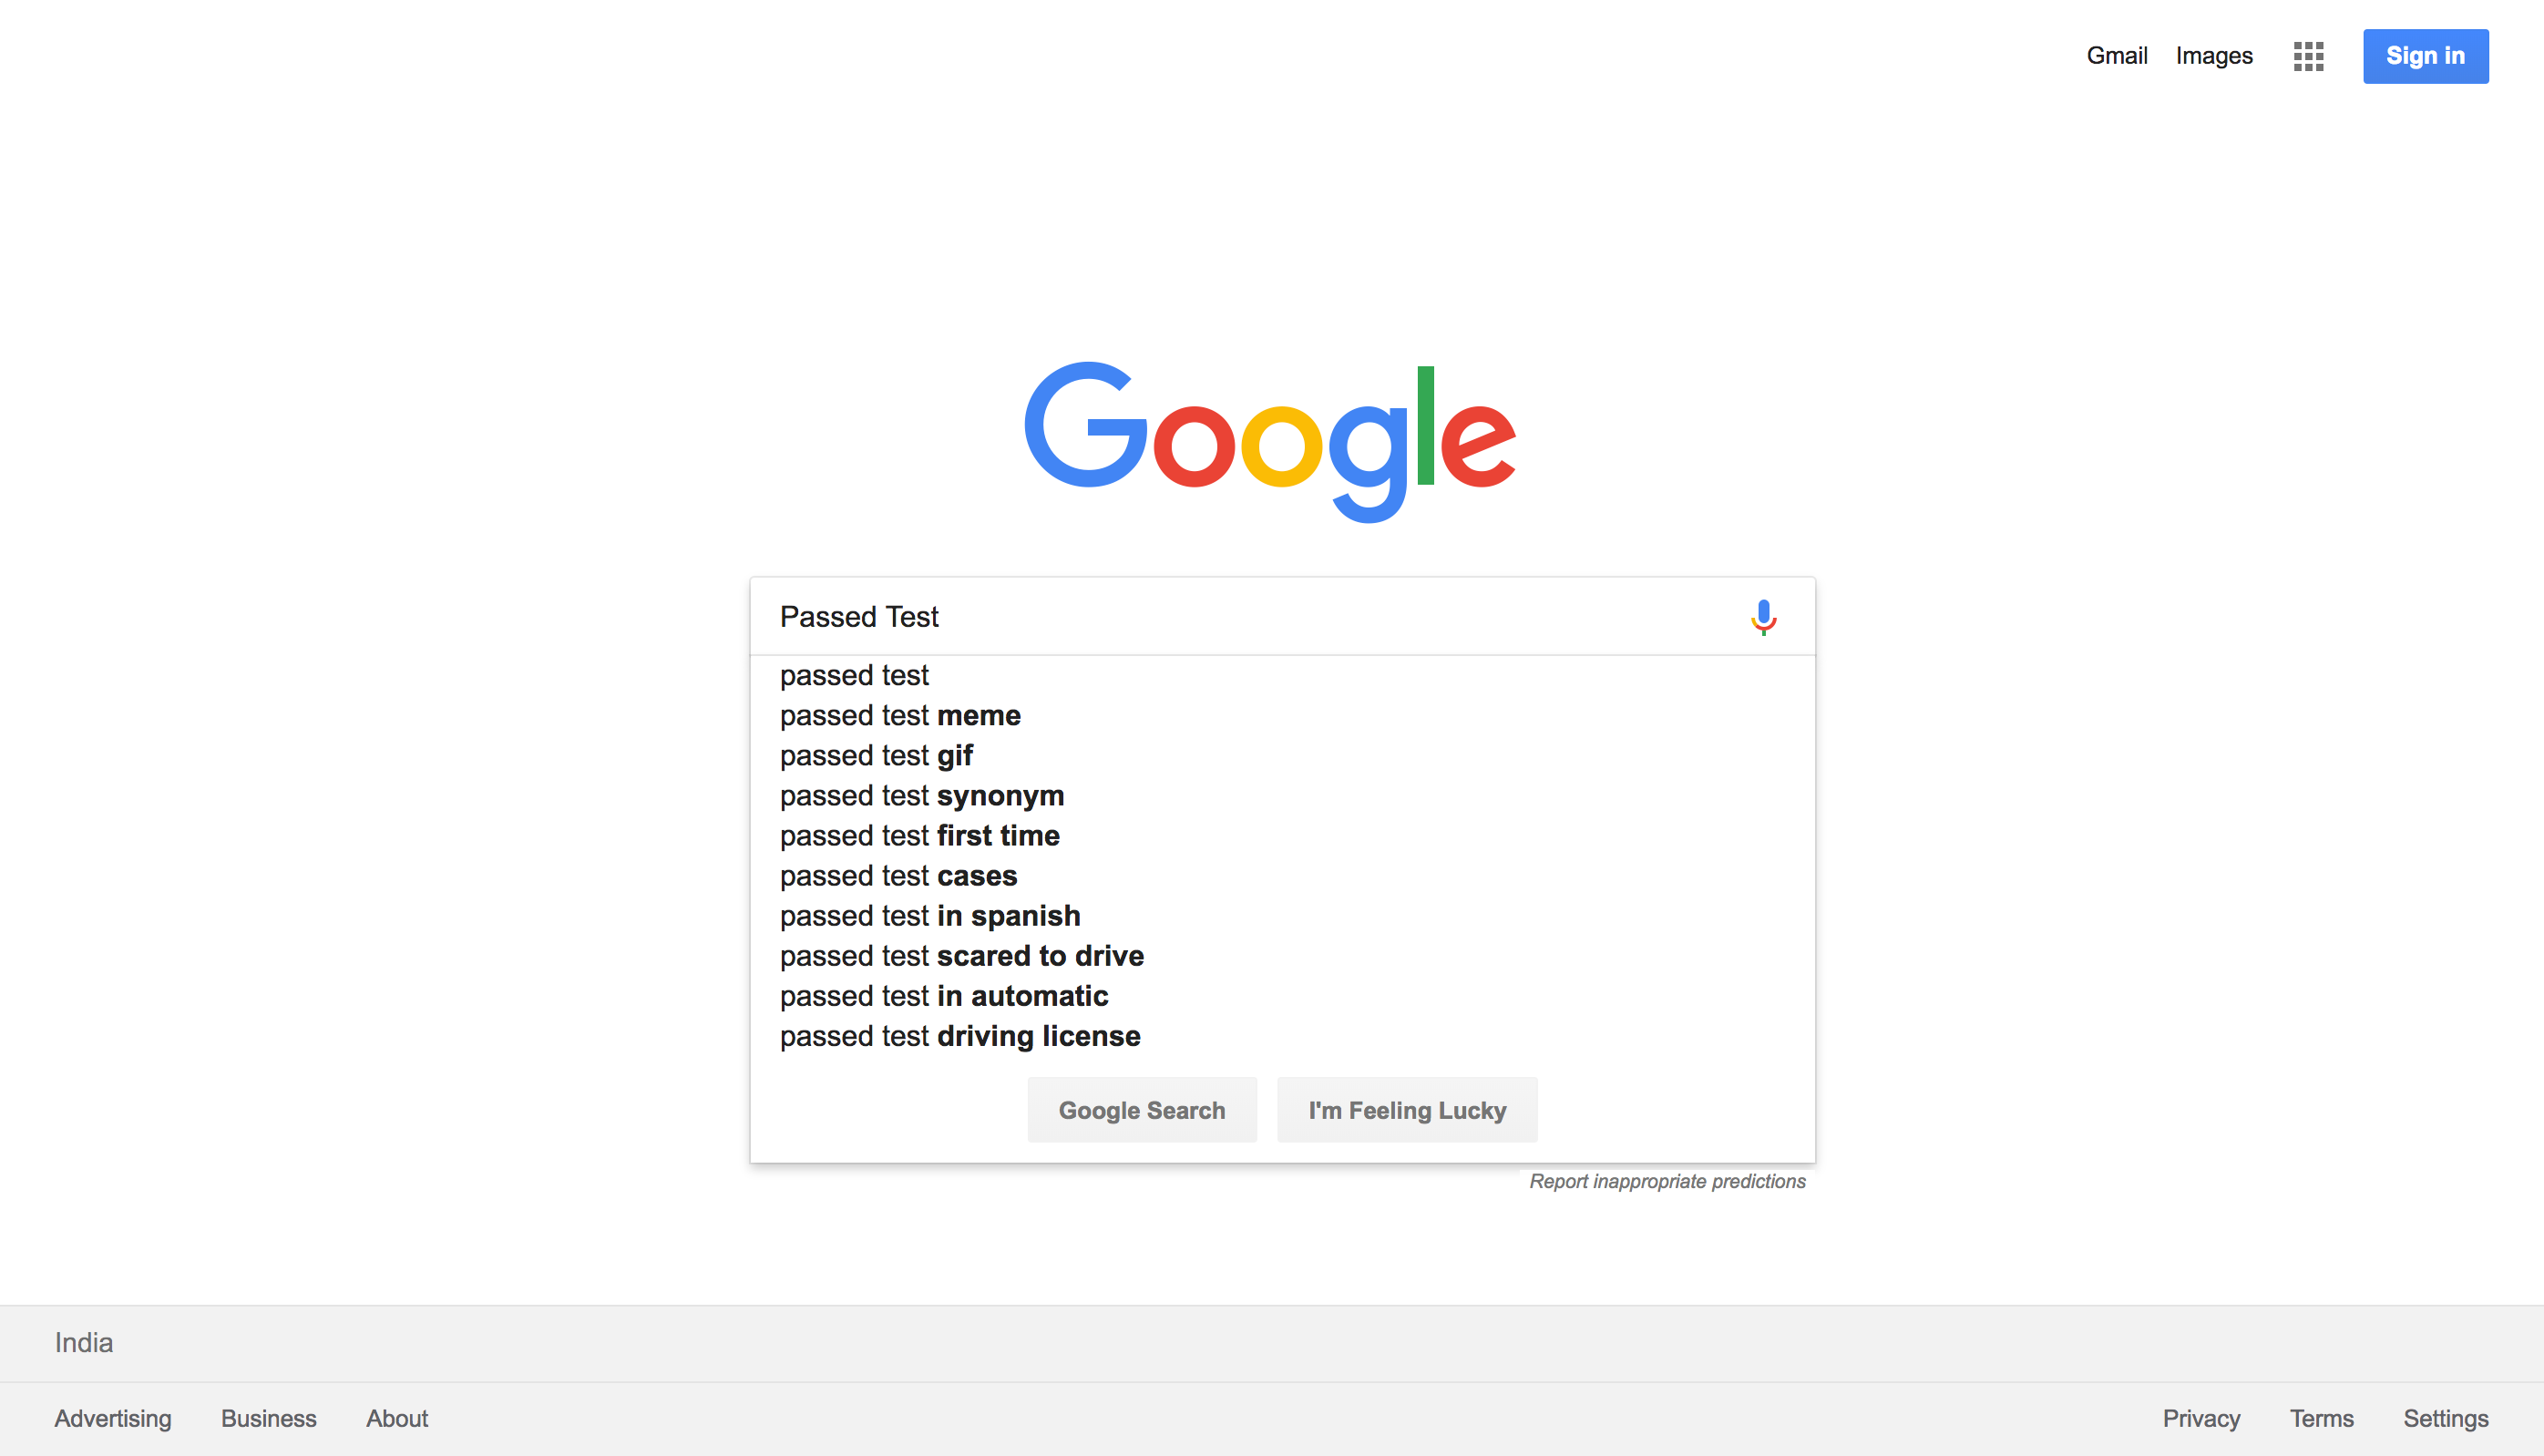 Gmail Images Sign in
Google
Passed Test
passed test
passed test meme
passed test gif
passed test synonym
passed test first time
passed test cases
passed test in spanish
passed test scared to drive
passed test in automatic
passed test driving license
Google Search I'm Feeling Lucky
Report inappropriate predictions
India
Advertising Business About Privacy Terms Settings